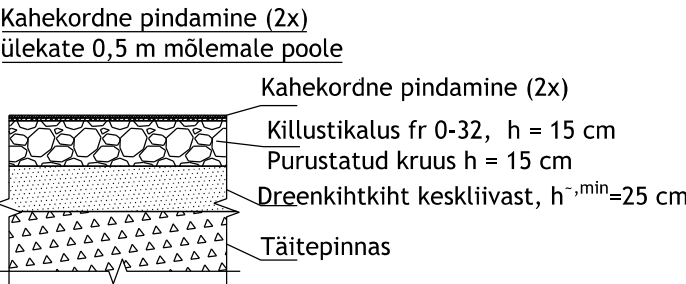 Kahekordne pindamine (2x)
ülekate 0,5 m mõlemale poole
Kahekordne pindamine (2x)
Killustikalus fr 0-32, h = 15 cm
Purustatud kruus h = 15 cm
Dreenkihtkiht keskliivast, h~,min=25 cm
Täitepinnas